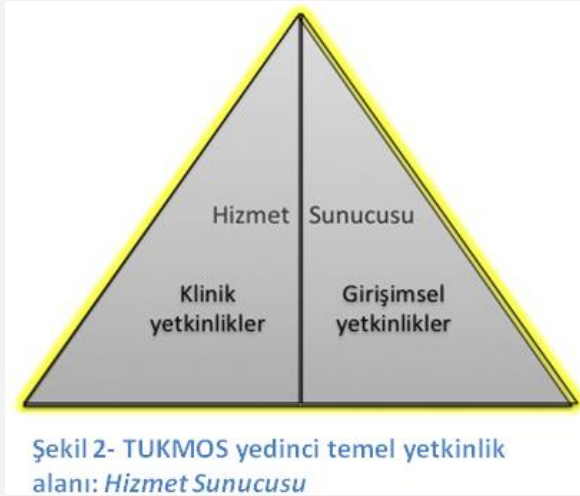 Hizmet Sunucusu
Klinik yetkinlikler
Girişimsel yetkinlikler
Şekil 2- TUKMOS yedinci temel yetkinlik
alanı: Hizmet Sunucusu